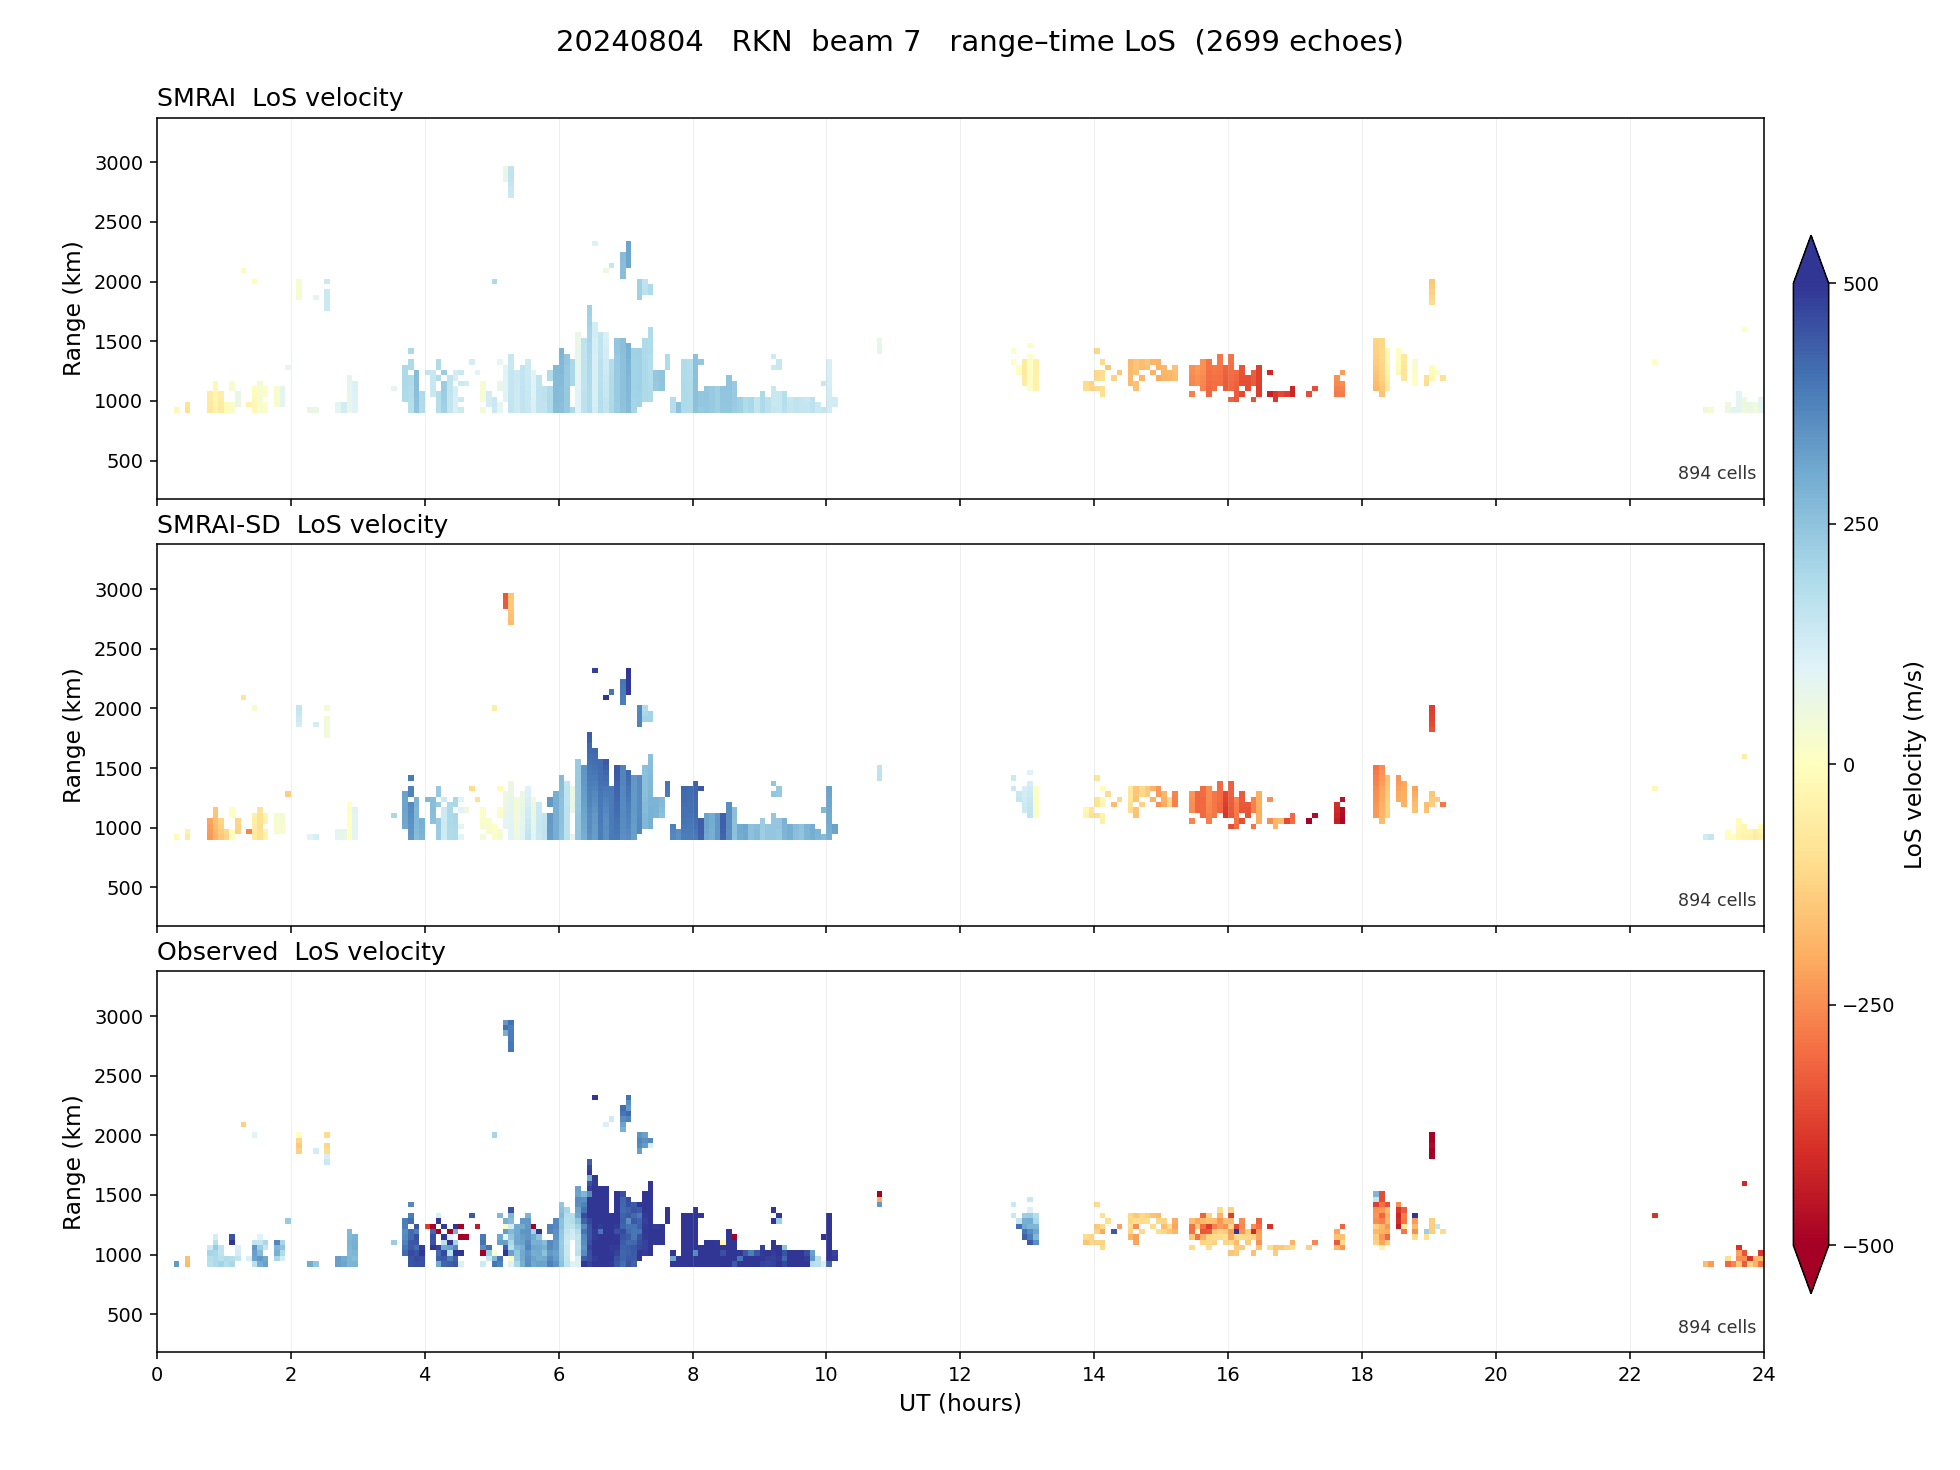 20240804   RKN  beam 7   range–time LoS  (2699 echoes)
SMRAI  LoS velocity
3000
2500
2000
1500
1000
500
Range (km)
894 cells
SMRAI-SD  LoS velocity
3000
2500
2000
1500
1000
500
Range (km)
894 cells
Observed  LoS velocity
3000
2500
2000
1500
1000
500
Range (km)
894 cells
0 2 4 6 8 10 12 14 16 18 20 22 24
UT (hours)
500
250
0
−250
−500
LoS velocity (m/s)